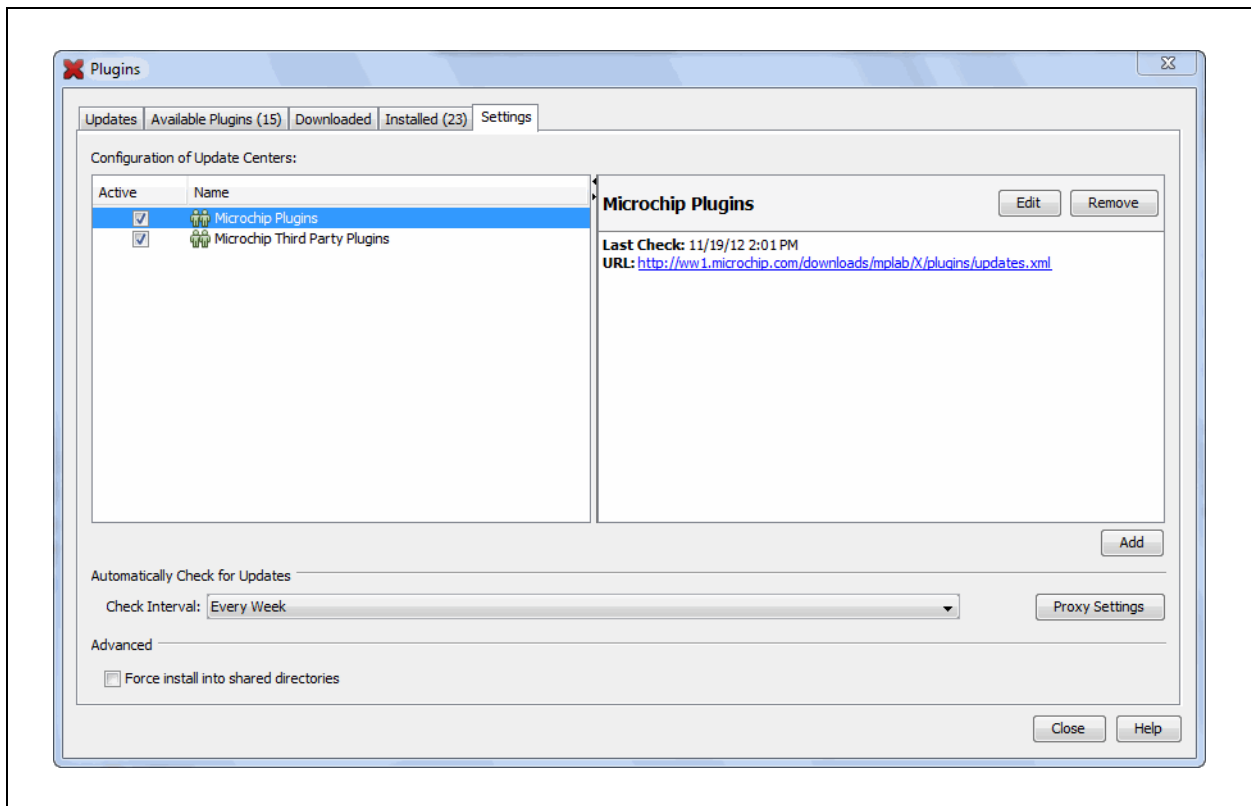 Plugins
Updates Available Plugins (15) Downloaded Installed (23) Settings
Configuration of Update Centers:
Active Name
Microchip Plugins
Microchip Third Party Plugins
Microchip Plugins Edit Remove
Last Check: 11/19/12 2:01 PM
URL: http://ww1.microchip.com/downloads/mplab/X/plugins/updates.xml
Add
Automatically Check for Updates
Check Interval: Every Week Proxy Settings
Advanced
Force install into shared directories
Close Help